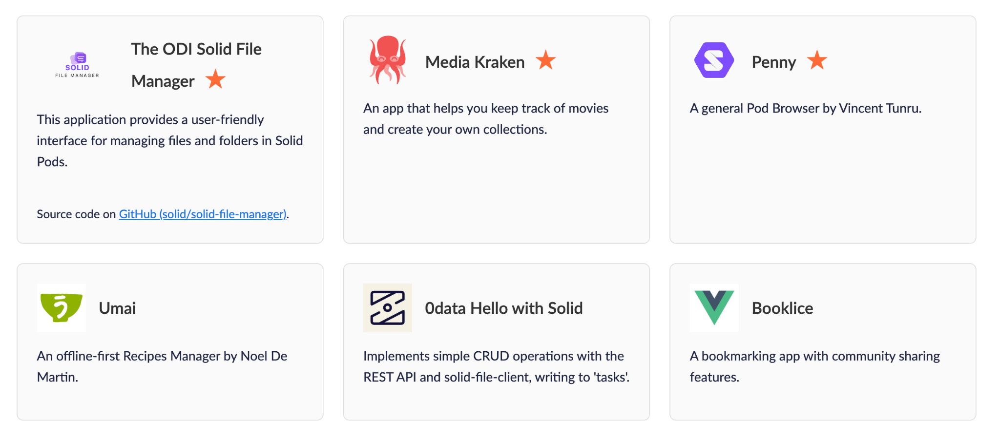 SOLID
FILE MANAGER
The ODI Solid File
Manager
This application provides a user-friendly
interface for managing files and folders in Solid
Pods.
Source code on GitHub (solid/solid-file-manager).
Media Kraken
An app that helps you keep track of movies
and create your own collections.
S
Penny
A general Pod Browser by Vincent Tunru.
う
Umai
An offline-first Recipes Manager by Noel De
Martin.
0data Hello with Solid
Implements simple CRUD operations with the
REST API and solid-file-client, writing to 'tasks'.
Booklice
A bookmarking app with community sharing
features.